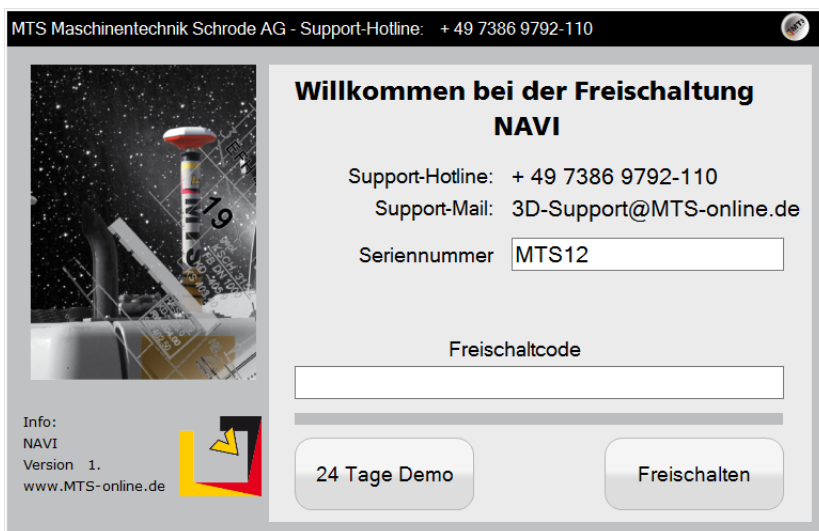 MTS Maschinentechnik Schrode AG - Support-Hotline: + 49 7386 9792-110
MTS
Willkommen bei der Freischaltung
NAVI
Support-Hotline: + 49 7386 9792-110
Support-Mail: 3D-Support@MTS-online.de
Seriennummer MTS12
19
Freischaltcode
Info:
NAVI
Version 1.
www.MTS-online.de
24 Tage Demo
Freischalten